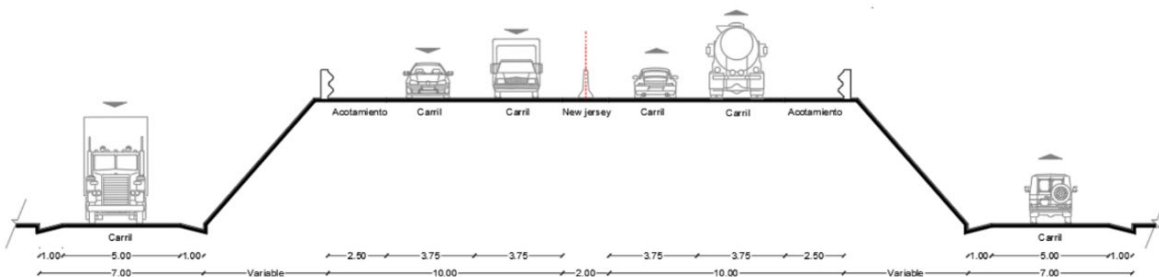 Acotamiento Carril Carril New jersey Carril Carril Acotamiento
Carril Carril
1.00 5.00 1.00 2.50 3.75 3.75 3.75 3.75 2.50 1.00 5.00 1.00
7.00 Variable 10.00 2.00 10.00 Variable 7.00